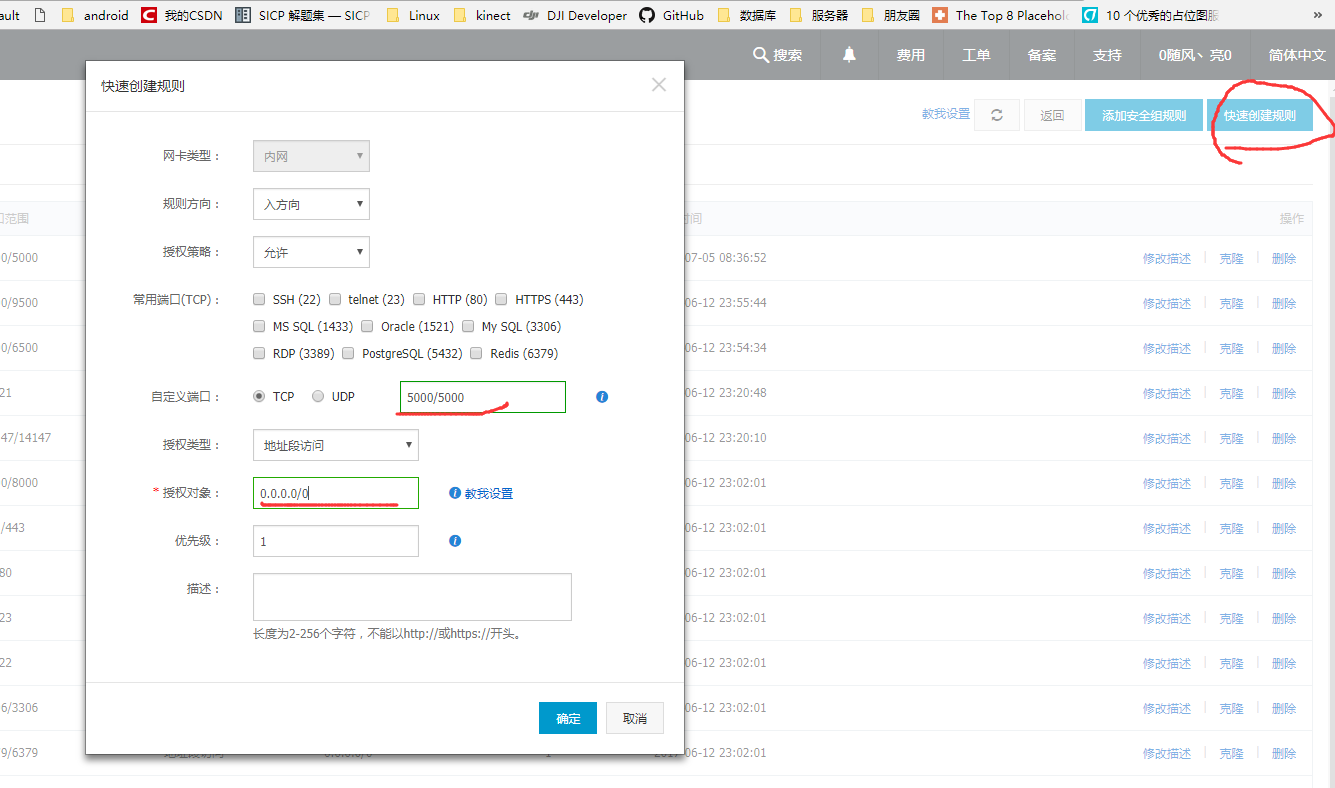 ault android 我的CSDN SICP 解题集 — SICP Linux kinect DJI Developer GitHub 数据库 服务器 朋友圈 The Top 8 Placehol 10 个优秀的占位图服 »
搜索 费用 工单 备案 支持 0随风丶亮0 简体中文
快速创建规则
教我设置 返回 添加安全组规则 快速创建规则
网卡类型： 内网
规则方向： 入方向
口范围 时间 操作
授权策略： 允许
0/5000 07-05 08:36:52 修改描述 克隆 删除
常用端口(TCP)： SSH (22) telnet (23) HTTP (80) HTTPS (443)
0/9500 06-12 23:55:44 修改描述 克隆 删除
MS SQL (1433) Oracle (1521) My SQL (3306)
0/6500 06-12 23:54:34 修改描述 克隆 删除
RDP (3389) PostgreSQL (5432) Redis (6379)
21 06-12 23:20:48 修改描述 克隆 删除
自定义端口： TCP UDP 5000/5000
47/14147 06-12 23:20:10 修改描述 克隆 删除
授权类型： 地址段访问
0/8000 06-12 23:02:01 修改描述 克隆 删除
* 授权对象： 0.0.0.0/0 教我设置
/443 06-12 23:02:01 修改描述 克隆 删除
优先级： 1
80 06-12 23:02:01 修改描述 克隆 删除
描述：
23 06-12 23:02:01 修改描述 克隆 删除
长度为2-256个字符，不能以http://或https://开头。
22 06-12 23:02:01 修改描述 克隆 删除
6/3306 06-12 23:02:01 修改描述 克隆 删除
确定 取消
9/6379 地址段访问 0.0.0.0/0 1 2017-06-12 23:02:01 修改描述 克隆 删除